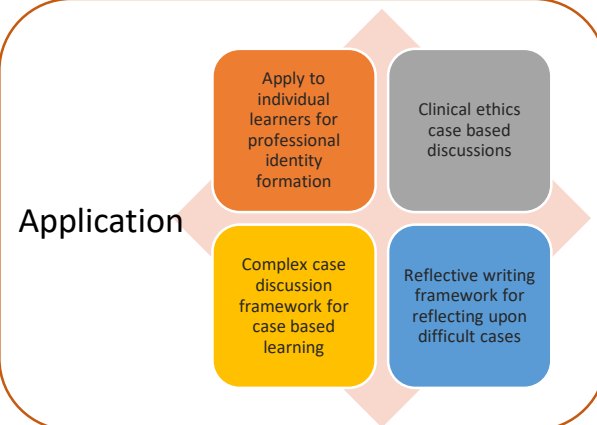 Application
Apply to
individual
learners for
professional
identity
formation
Clinical ethics
case based
discussions
Complex case
discussion
framework for
case based
learning
Reflective writing
framework for
reflecting upon
difficult cases